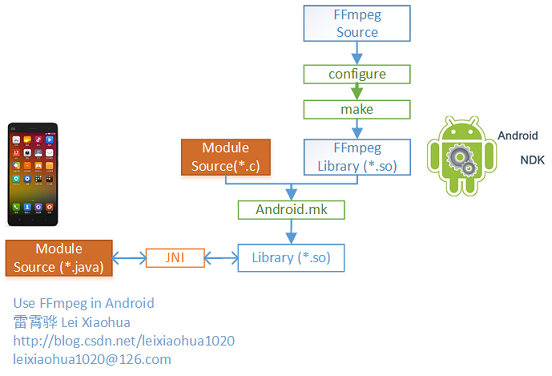 FFmpeg
Source
configure
make
Module
Source(*.c)
FFmpeg
Library (*.so)
Android
NDK
Android.mk
Module
Source (*.java)
JNI
Library (*.so)
Use FFmpeg in Android
雷霄骅 Lei Xiaohua
http://blog.csdn.net/leixiaohua1020
leixiaohua1020@126.com